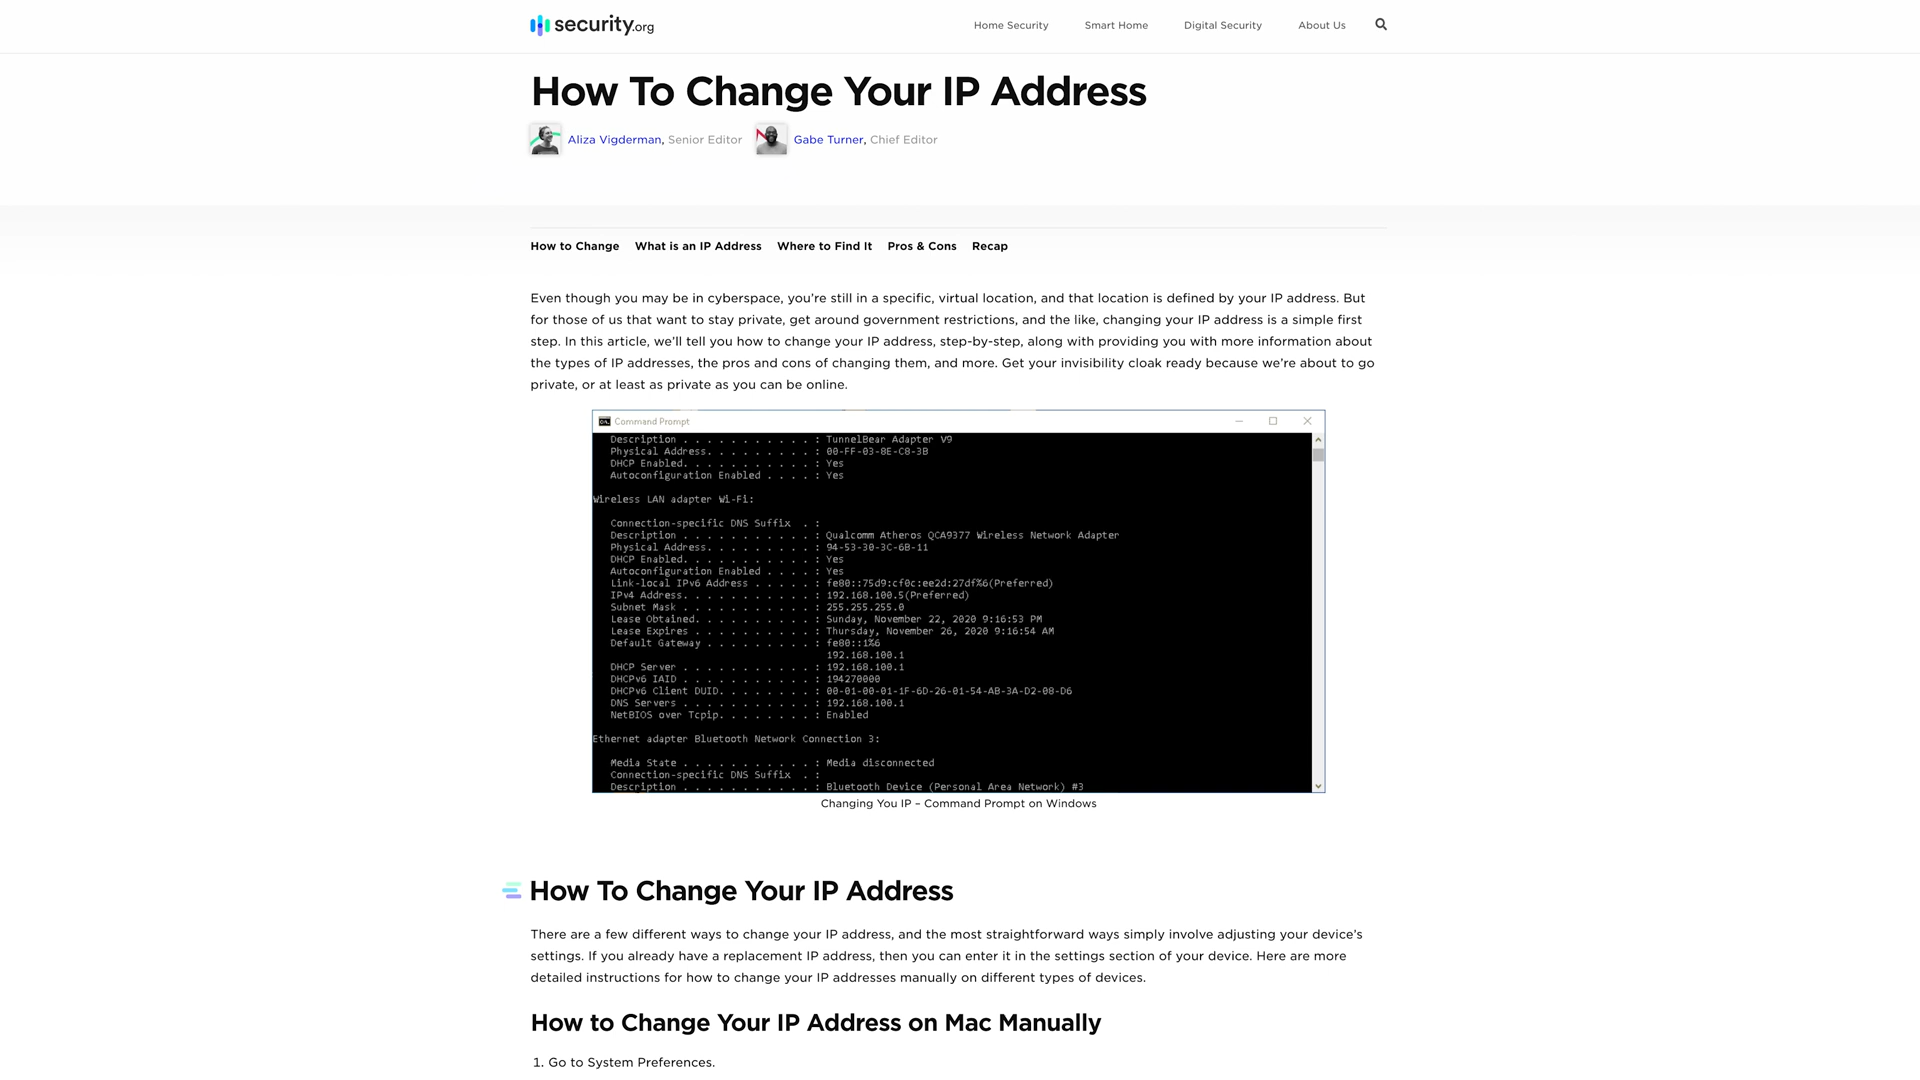 security.org
Home Security
Smart Home
Digital Security
About Us
How To Change Your IP Address
Aliza Vigderman, Senior Editor
Gabe Turner, Chief Editor
How to Change
What is an IP Address
Where to Find It
Pros & Cons
Recap
Even though you may be in cyberspace, you’re still in a specific, virtual location, and that location is defined by your IP address. But
for those of us that want to stay private, get around government restrictions, and the like, changing your IP address is a simple first
step. In this article, we’ll tell you how to change your IP address, step-by-step, along with providing you with more information about
the types of IP addresses, the pros and cons of changing them, and more. Get your invisibility cloak ready because we’re about to go
private, or at least as private as you can be online.
Command Prompt
Description . . . . . . . . . . . : TunnelBear Adapter V9
Physical Address. . . . . . . . . : 00-FF-03-8E-C8-3B
DHCP Enabled. . . . . . . . . . . : Yes
Autoconfiguration Enabled . . . . : Yes
Wireless LAN adapter Wi-Fi:
Connection-specific DNS Suffix . :
Description . . . . . . . . . . . : Qualcomm Atheros QCA9377 Wireless Network Adapter
Physical Address. . . . . . . . . : 94-53-30-3C-6B-11
DHCP Enabled. . . . . . . . . . . : Yes
Autoconfiguration Enabled . . . . : Yes
Link-local IPv6 Address . . . . . : fe80::75d9:cf0c:ee2d:27df%6(Preferred)
IPv4 Address. . . . . . . . . . . : 192.168.100.5(Preferred)
Subnet Mask . . . . . . . . . . . : 255.255.255.0
Lease Obtained. . . . . . . . . . : Sunday, November 22, 2020 9:16:53 PM
Lease Expires . . . . . . . . . . : Thursday, November 26, 2020 9:16:54 AM
Default Gateway . . . . . . . . . : fe80::1%6
192.168.100.1
DHCP Server . . . . . . . . . . . : 192.168.100.1
DHCPv6 IAID . . . . . . . . . . . : 194270000
DHCPv6 Client DUID. . . . . . . . : 00-01-00-01-1F-6D-26-01-54-AB-3A-D2-08-D6
DNS Servers . . . . . . . . . . . : 192.168.100.1
NetBIOS over Tcpip. . . . . . . . : Enabled
Ethernet adapter Bluetooth Network Connection 3:
Media State . . . . . . . . . . . : Media disconnected
Connection-specific DNS Suffix . :
Description . . . . . . . . . . . : Bluetooth Device (Personal Area Network) #3
Changing You IP – Command Prompt on Windows
How To Change Your IP Address
There are a few different ways to change your IP address, and the most straightforward ways simply involve adjusting your device’s
settings. If you already have a replacement IP address, then you can enter it in the settings section of your device. Here are more
detailed instructions for how to change your IP addresses manually on different types of devices.
How to Change Your IP Address on Mac Manually
1. Go to System Preferences.